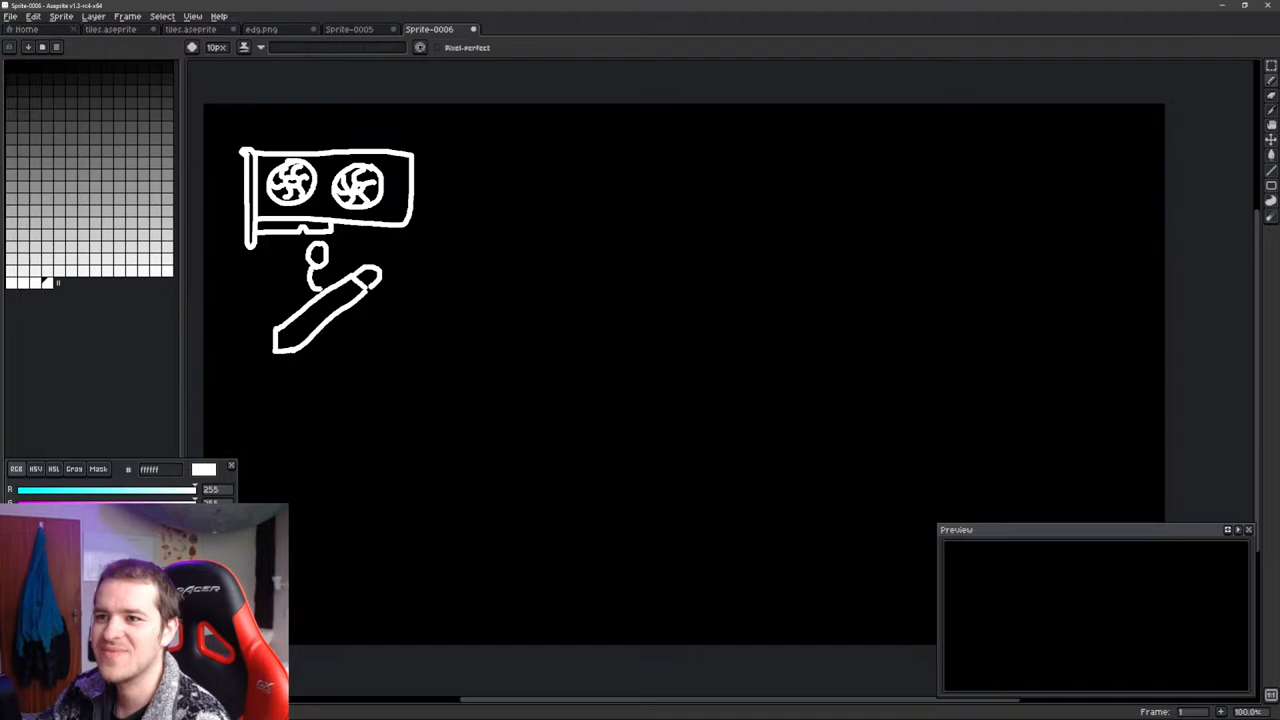 Sprite-0006 - Aseprite v1.3-rc4-x64
File Edit Sprite Layer Frame Select View Help
Home tiles.aseprite tiles.aseprite edg.png Sprite-0005 Sprite-0006
10px Pixel-perfect
RGB HSV HSL Gray Mask # ffffff
R 255
Preview
RACER
Frame: 1 100.0%